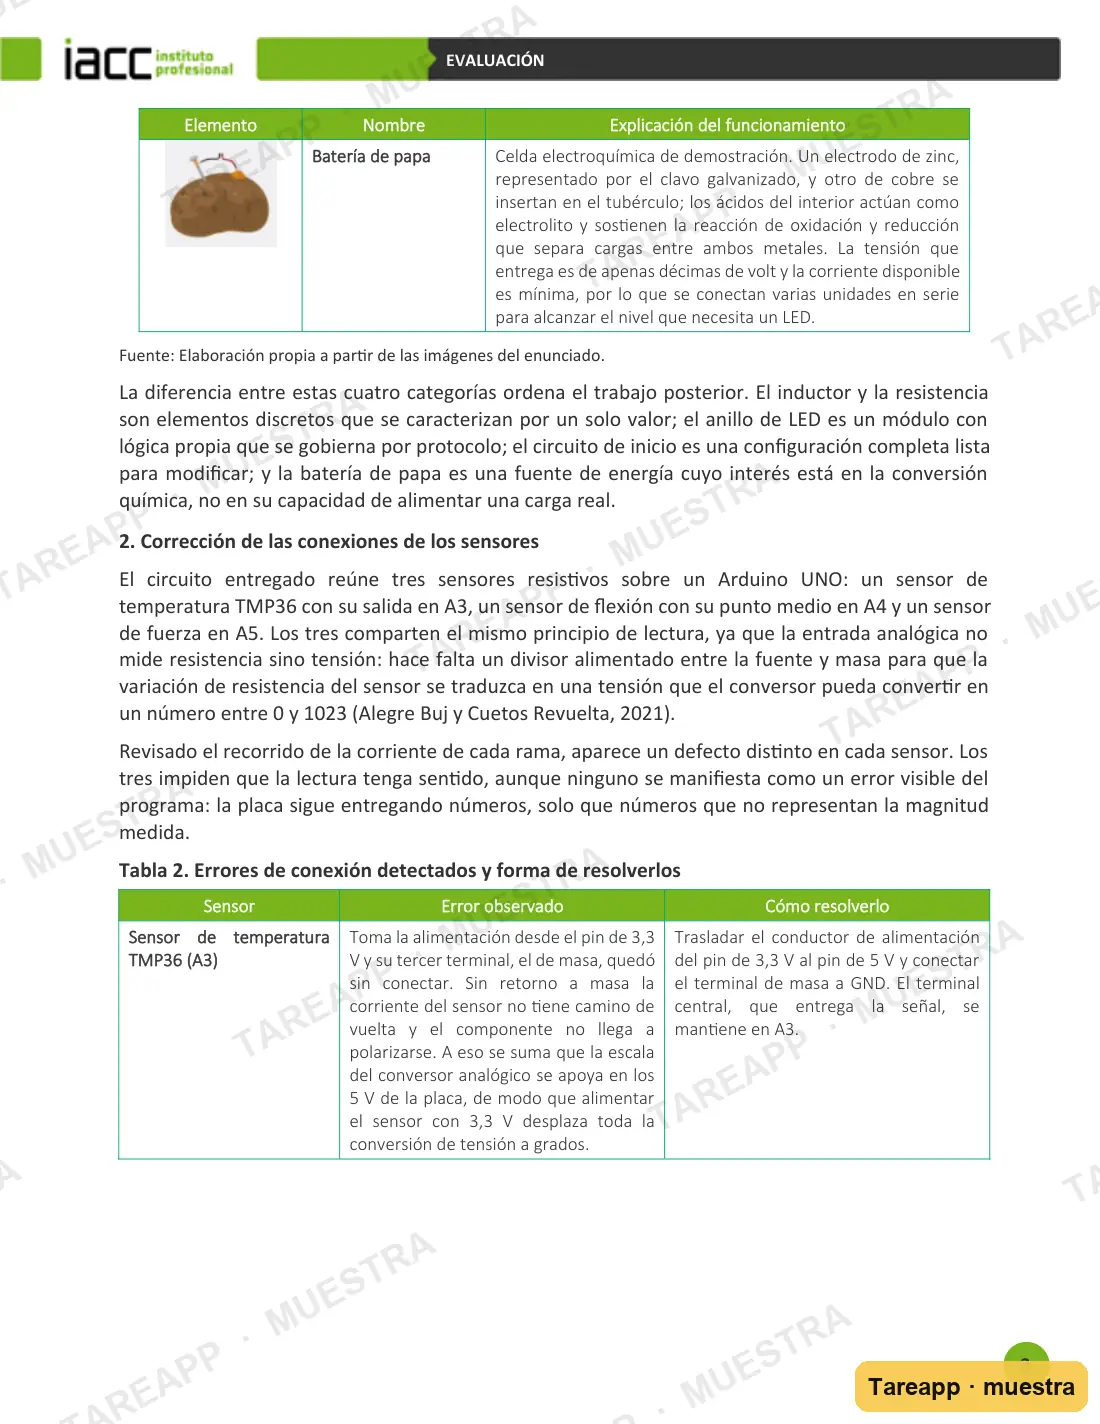 iacc instituto profesional
EVALUACIÓN
Elemento Nombre Explicación del funcionamiento
Batería de papa
Celda electroquímica de demostración. Un electrodo de zinc,
representado por el clavo galvanizado, y otro de cobre se
insertan en el tubérculo; los ácidos del interior actúan como
electrolito y sostienen la reacción de oxidación y reducción
que separa cargas entre ambos metales. La tensión que
entrega es de apenas décimas de volt y la corriente disponible
es mínima, por lo que se conectan varias unidades en serie
para alcanzar el nivel que necesita un LED.
Fuente: Elaboración propia a partir de las imágenes del enunciado.
La diferencia entre estas cuatro categorías ordena el trabajo posterior. El inductor y la resistencia
son elementos discretos que se caracterizan por un solo valor; el anillo de LED es un módulo con
lógica propia que se gobierna por protocolo; el circuito de inicio es una configuración completa lista
para modificar; y la batería de papa es una fuente de energía cuyo interés está en la conversión
química, no en su capacidad de alimentar una carga real.
2. Corrección de las conexiones de los sensores
El circuito entregado reúne tres sensores resistivos sobre un Arduino UNO: un sensor de
temperatura TMP36 con su salida en A3, un sensor de flexión con su punto medio en A4 y un sensor
de fuerza en A5. Los tres comparten el mismo principio de lectura, ya que la entrada analógica no
mide resistencia sino tensión: hace falta un divisor alimentado entre la fuente y masa para que la
variación de resistencia del sensor se traduzca en una tensión que el conversor pueda convertir en
un número entre 0 y 1023 (Alegre Buj y Cuetos Revuelta, 2021).
Revisado el recorrido de la corriente de cada rama, aparece un defecto distinto en cada sensor. Los
tres impiden que la lectura tenga sentido, aunque ninguno se manifiesta como un error visible del
programa: la placa sigue entregando números, solo que números que no representan la magnitud
medida.
Tabla 2. Errores de conexión detectados y forma de resolverlos
Sensor Error observado Cómo resolverlo
Sensor de temperatura
TMP36 (A3)
Toma la alimentación desde el pin de 3,3
V y su tercer terminal, el de masa, quedó
sin conectar. Sin retorno a masa la
corriente del sensor no tiene camino de
vuelta y el componente no llega a
polarizarse. A eso se suma que la escala
del conversor analógico se apoya en los
5 V de la placa, de modo que alimentar
el sensor con 3,3 V desplaza toda la
conversión de tensión a grados.
Trasladar el conductor de alimentación
del pin de 3,3 V al pin de 5 V y conectar
el terminal de masa a GND. El terminal
central, que entrega la señal, se
mantiene en A3.
TAREAPP · MUESTRA
Tareapp · muestra